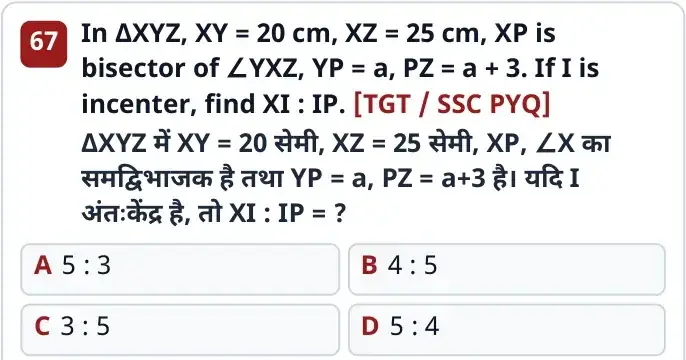 67 In ΔXYZ, XY = 20 cm, XZ = 25 cm, XP is
bisector of ∠YXZ, YP = a, PZ = a + 3. If I is
incenter, find XI : IP. [TGT / SSC PYQ]
ΔXYZ में XY = 20 सेमी, XZ = 25 सेमी, XP, ∠X का
समद्विभाजक है तथा YP = a, PZ = a+3 है। यदि I
अंतःकेंद्र है, तो XI : IP = ?
A 5 : 3
B 4 : 5
C 3 : 5
D 5 : 4